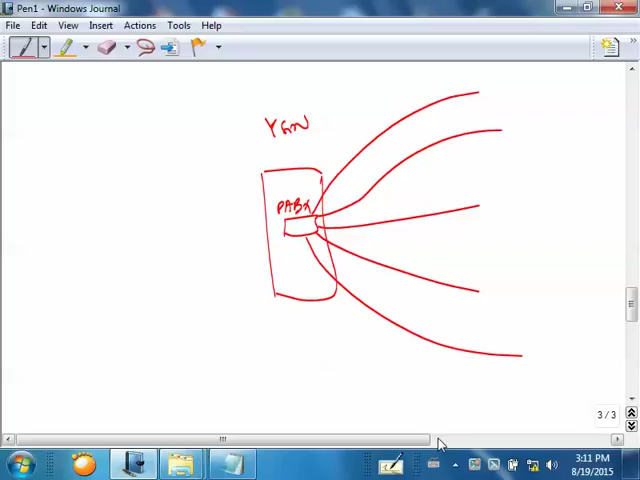 Pen1 - Windows Journal
File Edit View Insert Actions Tools Help
YGN
PABX
3 / 3
3:11 PM
8/19/2015